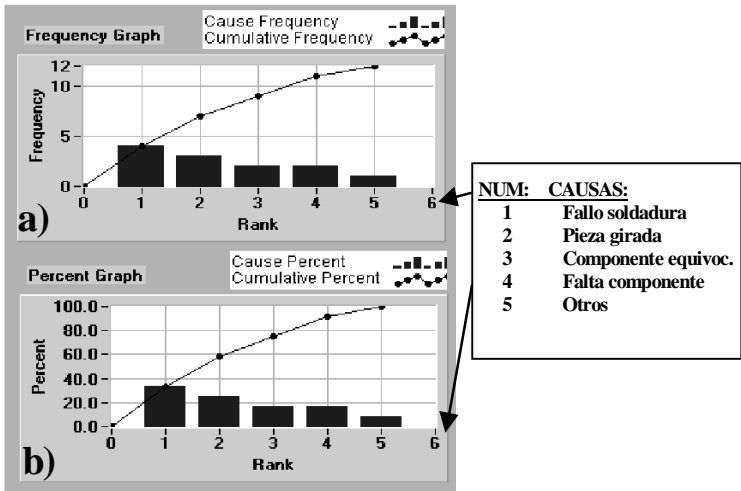 Frequency Graph
Cause Frequency
Cumulative Frequency
12
10
5
0
Frequency
0 1 2 3 4 5 6
Rank
a)
Percent Graph
Cause Percent
Cumulative Percent
100.0
80.0
60.0
40.0
20.0
0.0
Percent
0 1 2 3 4 5 6
Rank
b)
NUM: CAUSAS:
1 Fallo soldadura
2 Pieza girada
3 Componente equivoc.
4 Falta componente
5 Otros